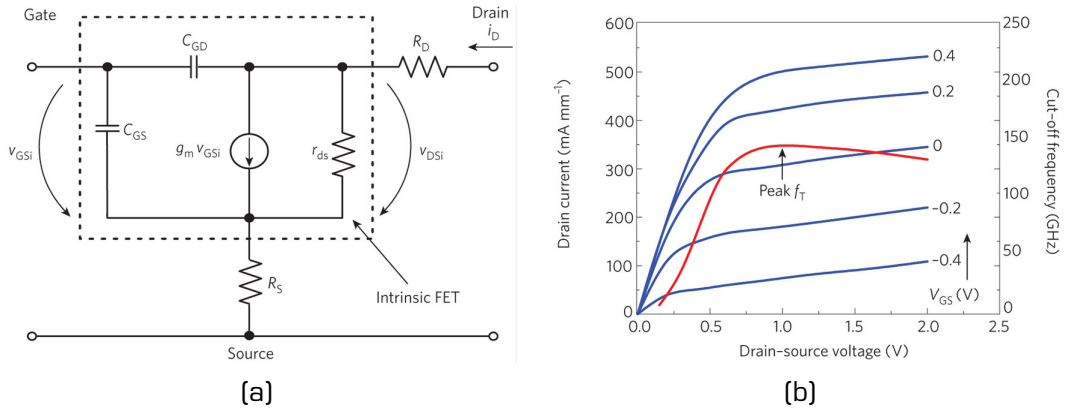 Gate
Drain
i_D
C_GD
R_D
C_GS
v_GSi
g_m v_GSi
r_ds
v_DSi
R_S
Intrinsic FET
Source
(a)
600
500
400
300
200
100
0
Drain current (mA mm⁻¹)
0.0
0.5
1.0
1.5
2.0
2.5
Drain–source voltage (V)
250
200
150
100
50
0
Cut-off frequency (GHz)
0.4
0.2
0
–0.2
–0.4
V_GS (V)
Peak f_T
(b)